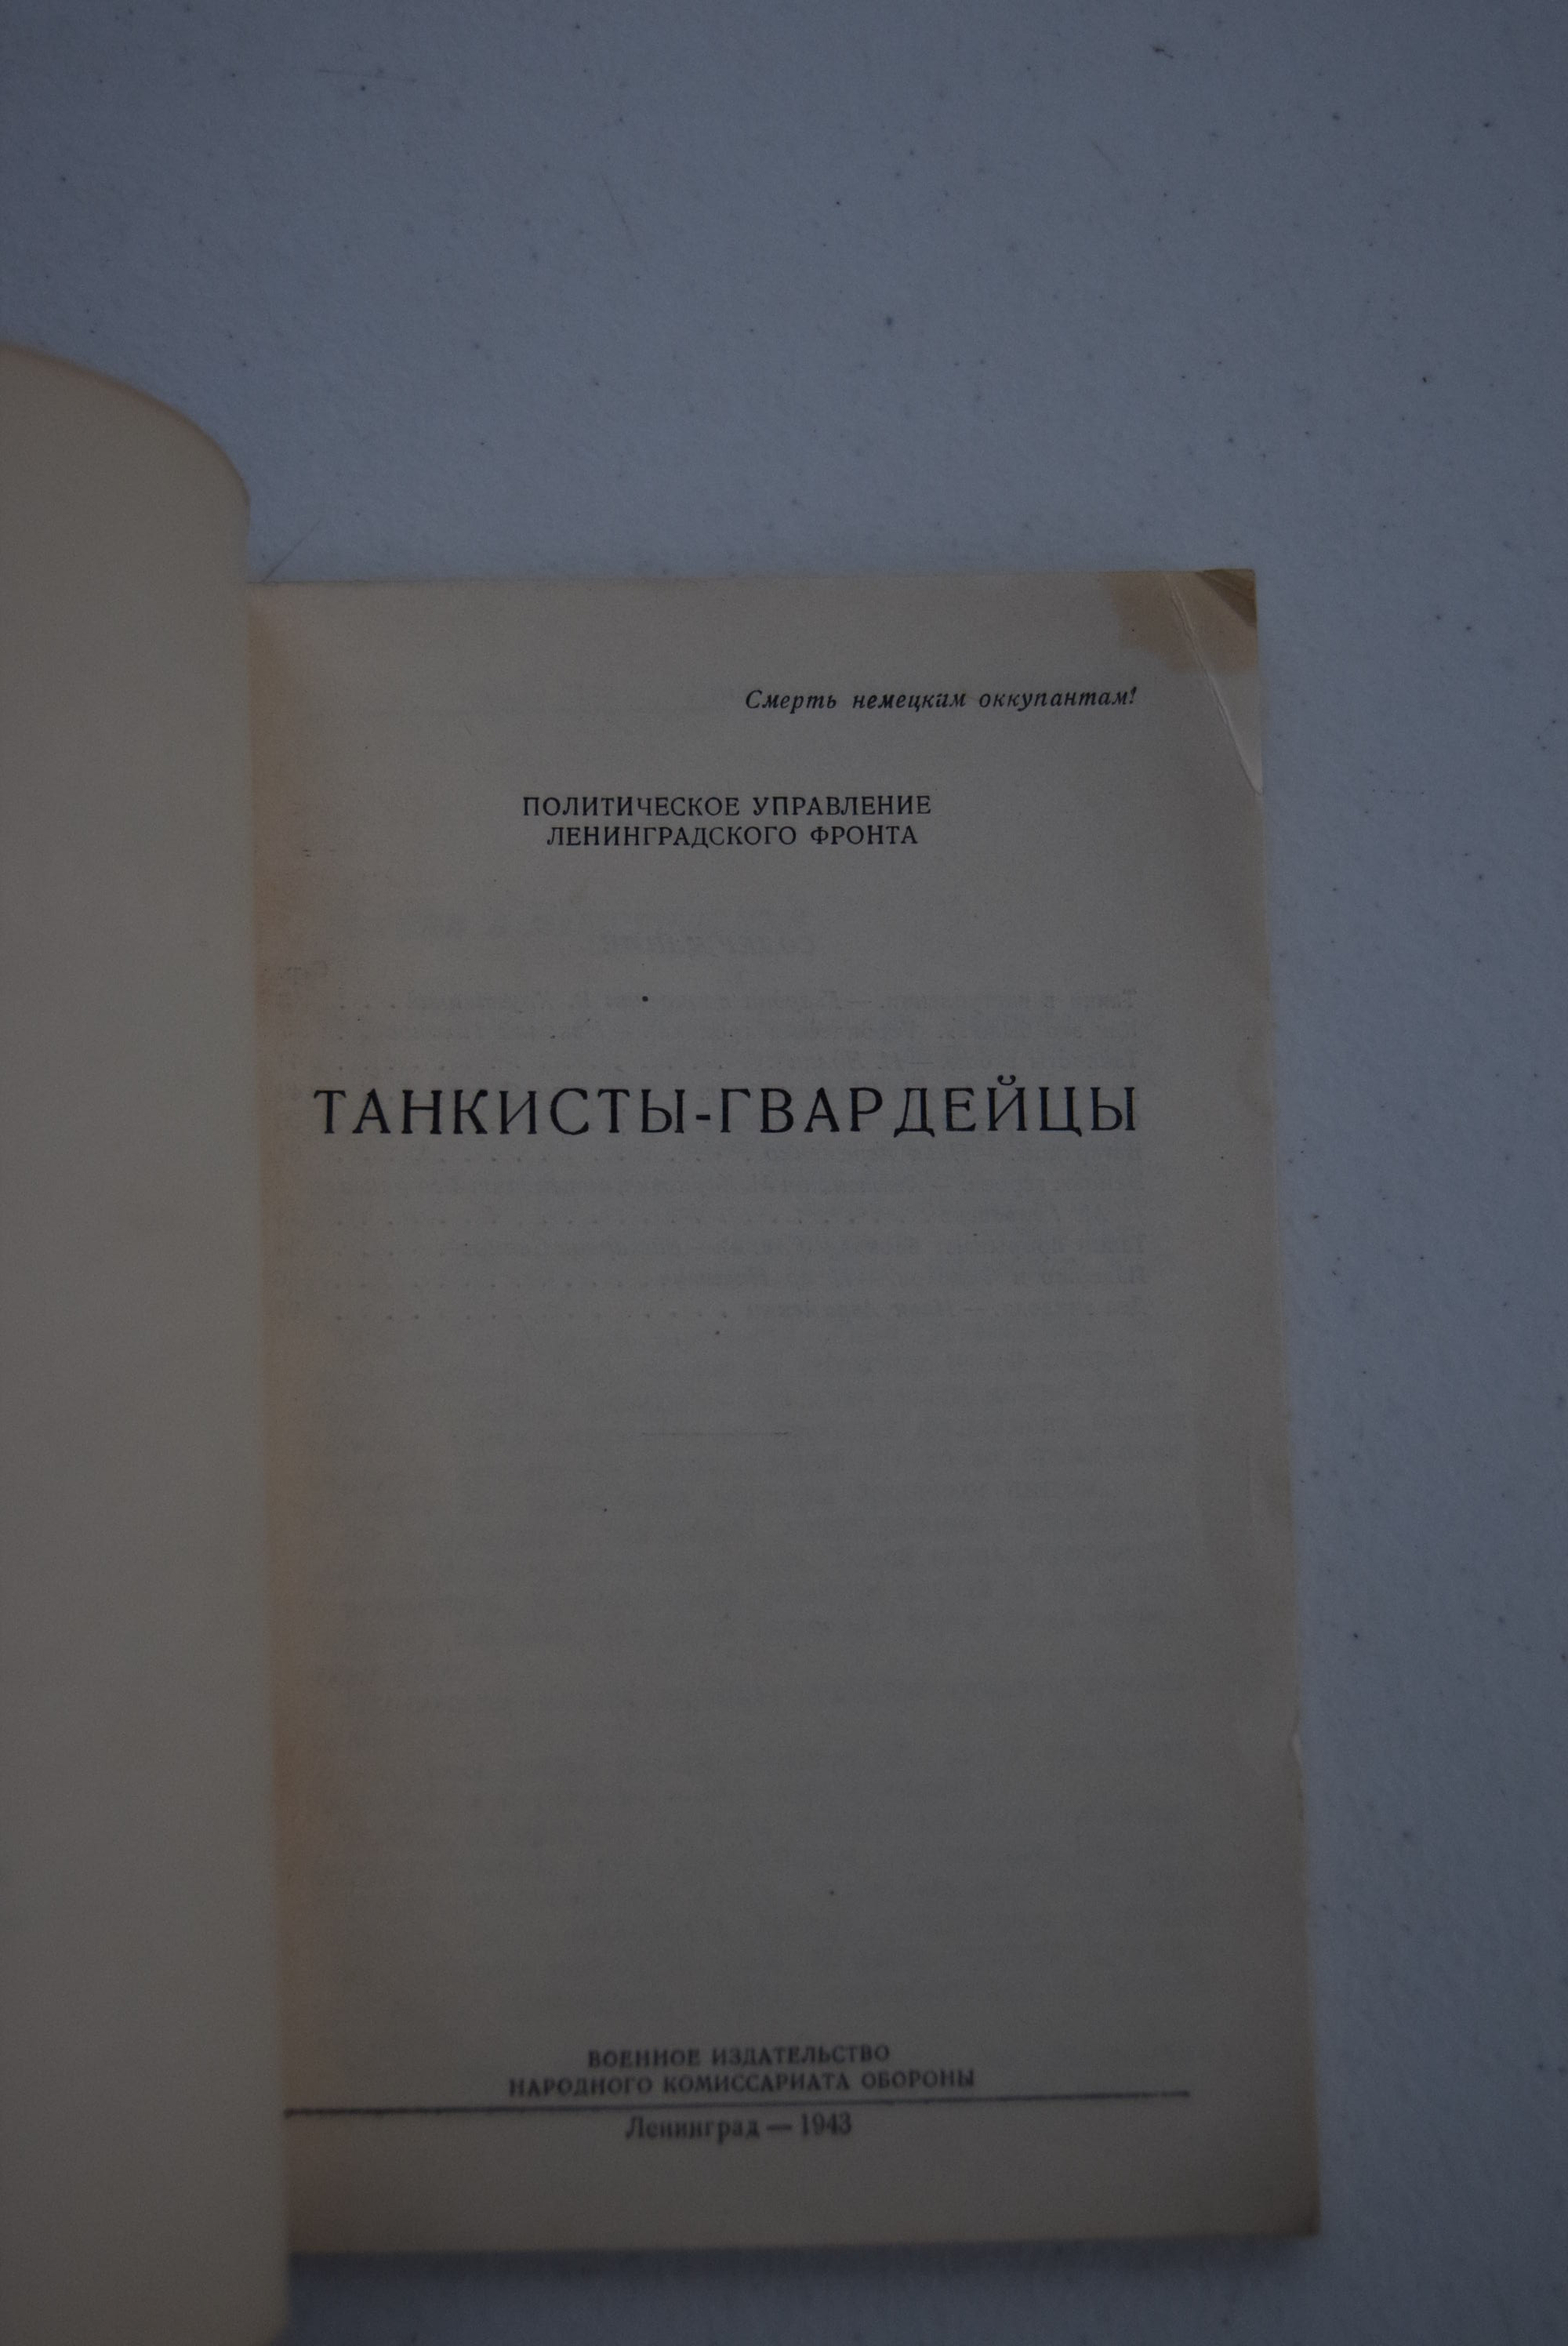 Смерть немецким оккупантам!
ПОЛИТИЧЕСКОЕ УПРАВЛЕНИЕ
ЛЕНИНГРАДСКОГО ФРОНТА
ТАНКИСТЫ-ГВАРДЕЙЦЫ
ВОЕННОЕ ИЗДАТЕЛЬСТВО
НАРОДНОГО КОМИССАРИАТА ОБОРОНЫ
Ленинград — 1943